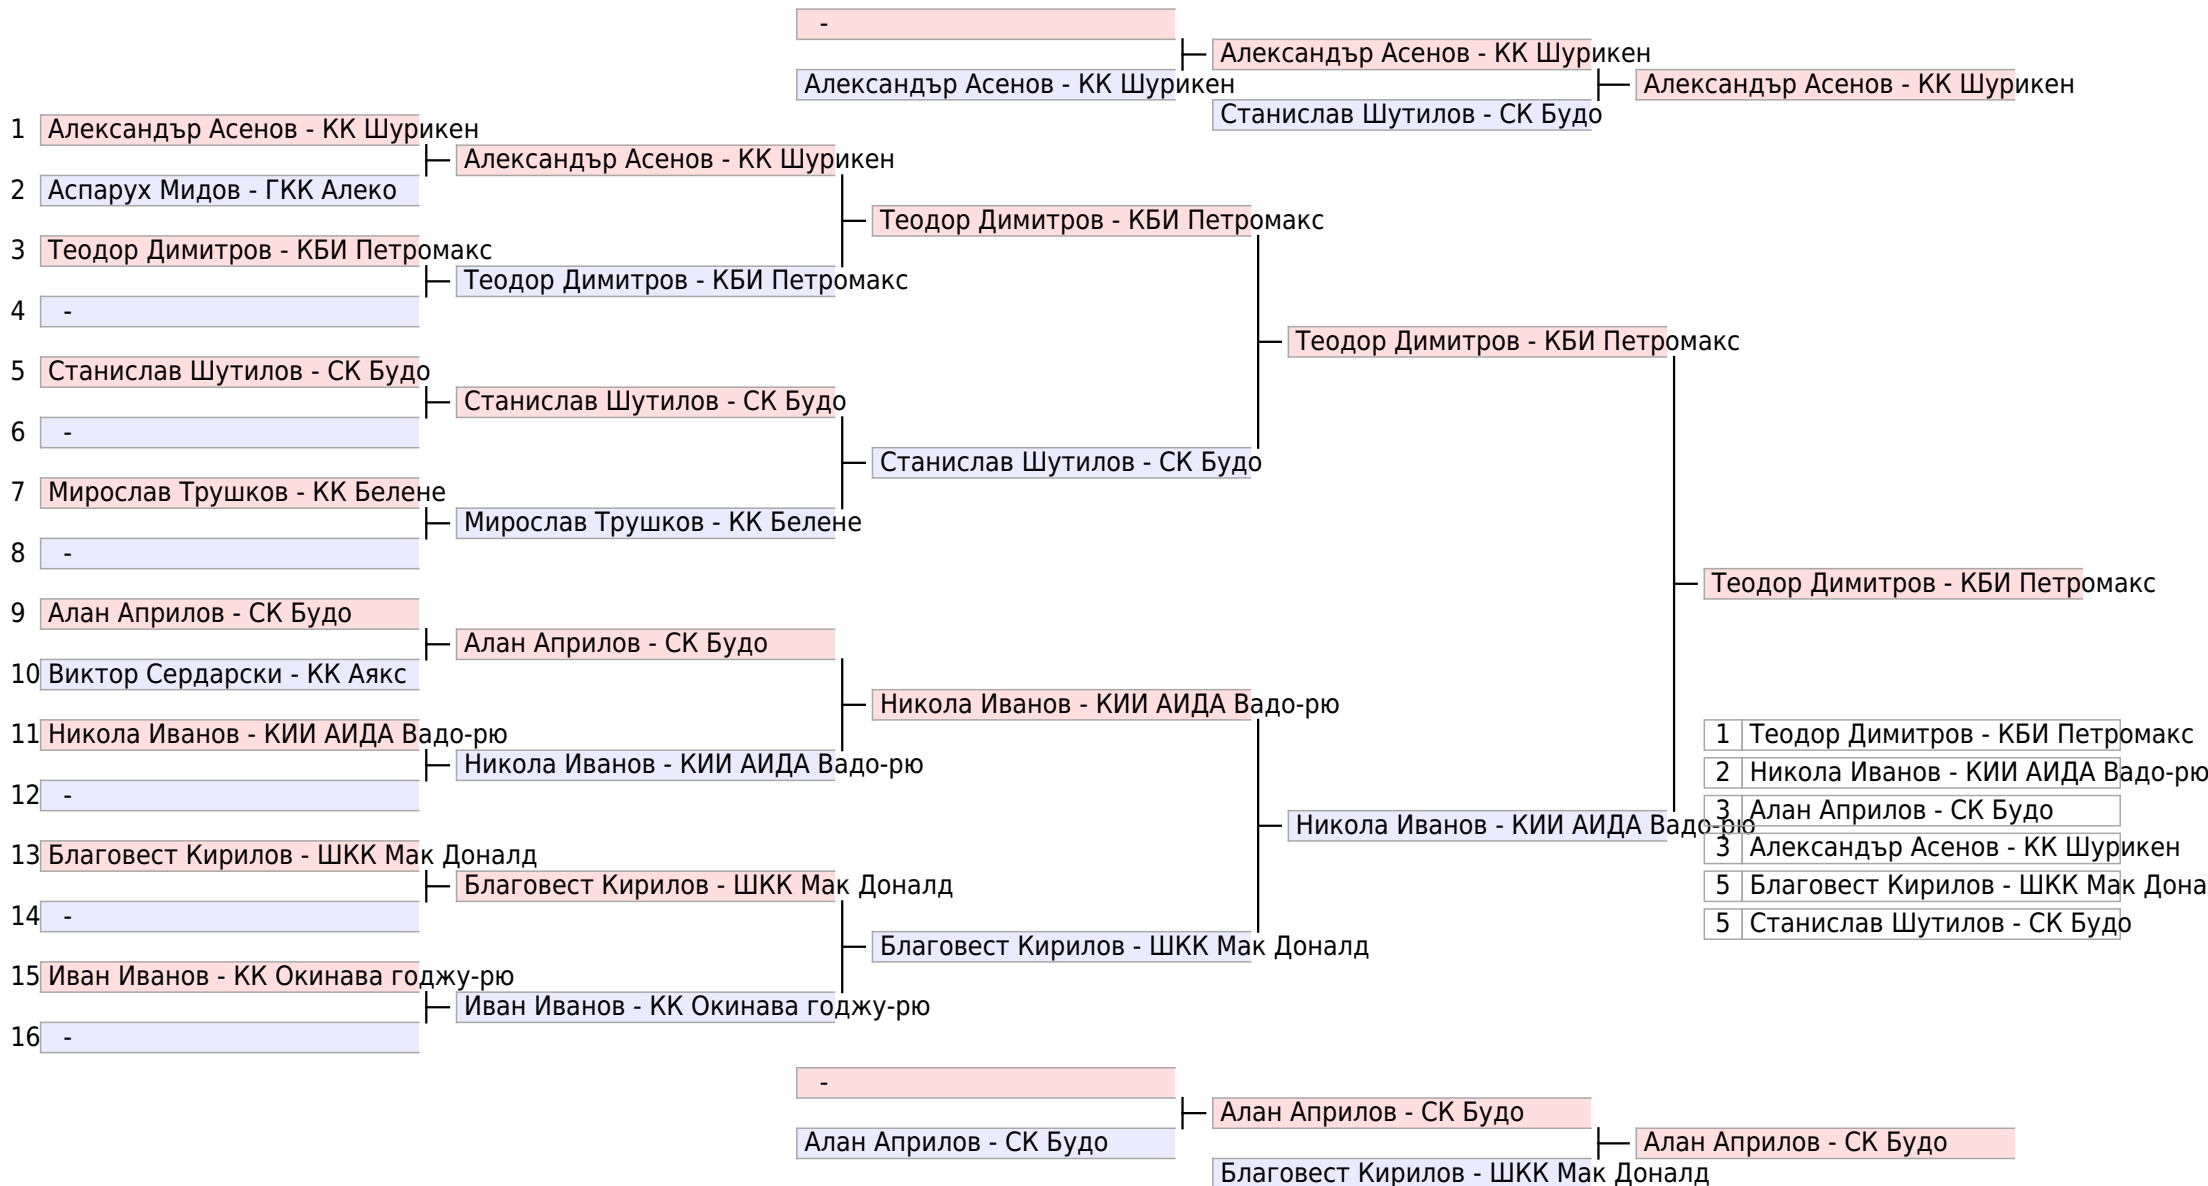 -
Александър Асенов - КК Шурикен
Александър Асенов - КК Шурикен
Александър Асенов - КК Шурикен
Станислав Шутилов - СК Будо
1 Александър Асенов - КК Шурикен
Александър Асенов - КК Шурикен
2 Аспарух Мидов - ГКК Алеко
Теодор Димитров - КБИ Петромакс
3 Теодор Димитров - КБИ Петромакс
Теодор Димитров - КБИ Петромакс
4 -
Теодор Димитров - КБИ Петромакс
5 Станислав Шутилов - СК Будо
Станислав Шутилов - СК Будо
6 -
Станислав Шутилов - СК Будо
7 Мирослав Трушков - КК Белене
Мирослав Трушков - КК Белене
8 -
Теодор Димитров - КБИ Петромакс
9 Алан Априлов - СК Будо
Алан Априлов - СК Будо
10 Виктор Сердарски - КК Аякс
Никола Иванов - КИИ АИДА Вадо-рю
11 Никола Иванов - КИИ АИДА Вадо-рю
Никола Иванов - КИИ АИДА Вадо-рю
12 -
Никола Иванов - КИИ АИДА Вадо-рю
13 Благовест Кирилов - ШКК Мак Доналд
Благовест Кирилов - ШКК Мак Доналд
14 -
Благовест Кирилов - ШКК Мак Доналд
15 Иван Иванов - КК Окинава годжу-рю
Иван Иванов - КК Окинава годжу-рю
16 -
1 Теодор Димитров - КБИ Петромакс
2 Никола Иванов - КИИ АИДА Вадо-рю
3 Алан Априлов - СК Будо
3 Александър Асенов - КК Шурикен
5 Благовест Кирилов - ШКК Мак Дона
5 Станислав Шутилов - СК Будо
-
Алан Априлов - СК Будо
Алан Априлов - СК Будо
Алан Априлов - СК Будо
Благовест Кирилов - ШКК Мак Доналд